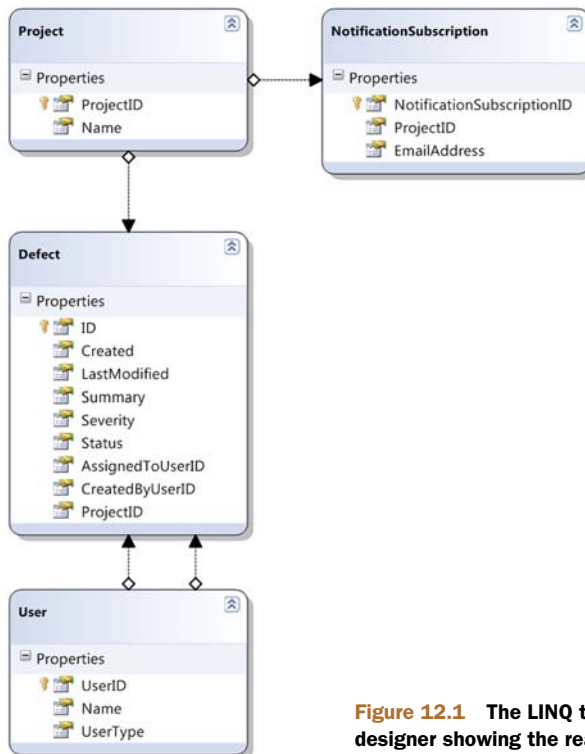 Project
Properties
ProjectID
Name
NotificationSubscription
Properties
NotificationSubscriptionID
ProjectID
EmailAddress
Defect
Properties
ID
Created
LastModified
Summary
Severity
Status
AssignedToUserID
CreatedByUserID
ProjectID
User
Properties
UserID
Name
UserType
Figure 12.1 The LINQ t
designer showing the re